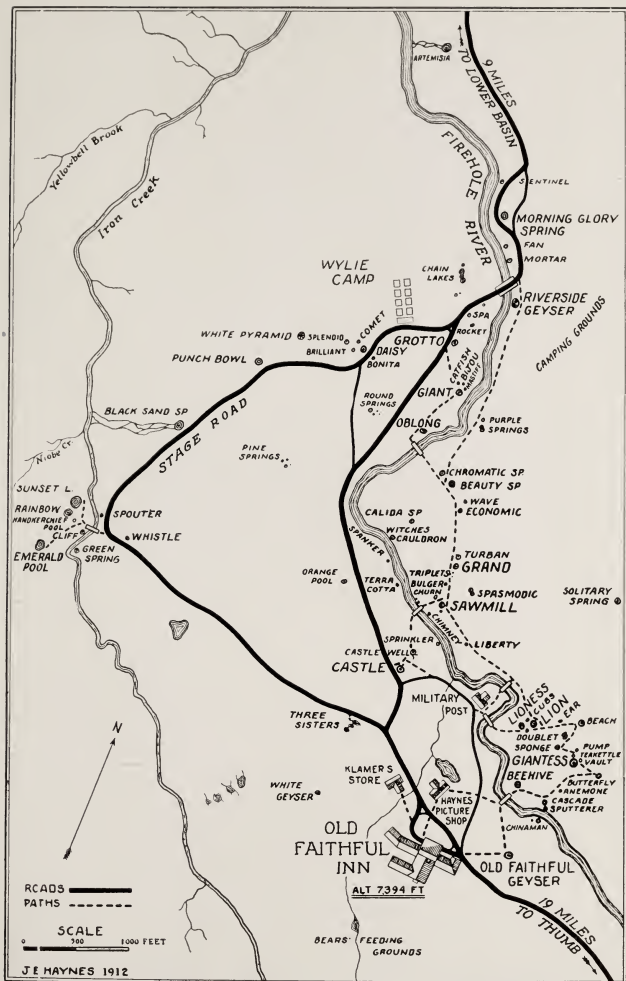 ARTEMISIA
9 MILES
TO LOWER BASIN
Yellowbell Brook
Iron Creek
FIREHOLE
RIVER
SENTINEL
MORNING GLORY
SPRING
FAN
MORTAR
WYLIE
CAMP
CHAIN
LAKES
RIVERSIDE
GEYSER
CAMPING GROUNDS
SPA
ROCKET
GROTTO
WHITE PYRAMID
SPLENDID
COMET
BRILLIANT
DAISY
BONITA
PUNCH BOWL
CATFISH
BIJOU
MASTIFF
GIANT
ROUND
SPRINGS
OBLONG
PURPLE
SPRINGS
BLACK SAND SP
STAGE ROAD
PINE
SPRINGS
Niobe Cr.
CHROMATIC SP.
BEAUTY SP
SUNSET L.
RAINBOW
HANDKERCHIEF
POOL
CLIFF
EMERALD
POOL
GREEN
SPRING
SPOUTER
WHISTLE
WAVE
ECONOMIC
CALIDA SP
WITCHES
CAULDRON
SPANKER
TURBAN
GRAND
ORANGE
POOL
TERRA
COTTA
TRIPLETS
BULGER
CHURN
SPASMODIC
SAWMILL
SOLITARY
SPRING
CHIMNEY
SPRINKLER
LIBERTY
CASTLE WELL
CASTLE
MILITARY
POST
LIONESS
CUBS
LION
EAR
BEACH
DOUBLET
SPONGE
PUMP
TEAKETTLE
VAULT
GIANTESS
BEEHIVE
BUTTERFLY
ANEMONE
CASCADE
SPUTTERER
CHINAMAN
THREE
SISTERS
N
KLAMER'S
STORE
WHITE
GEYSER
HAYNES
PICTURE
SHOP
OLD
FAITHFUL
INN
ALT 7,394 FT
OLD FAITHFUL
GEYSER
ROADS
PATHS
SCALE
0 500 1000 FEET
BEARS' FEEDING
GROUNDS
19 MILES
TO THUMB
J E HAYNES 1912